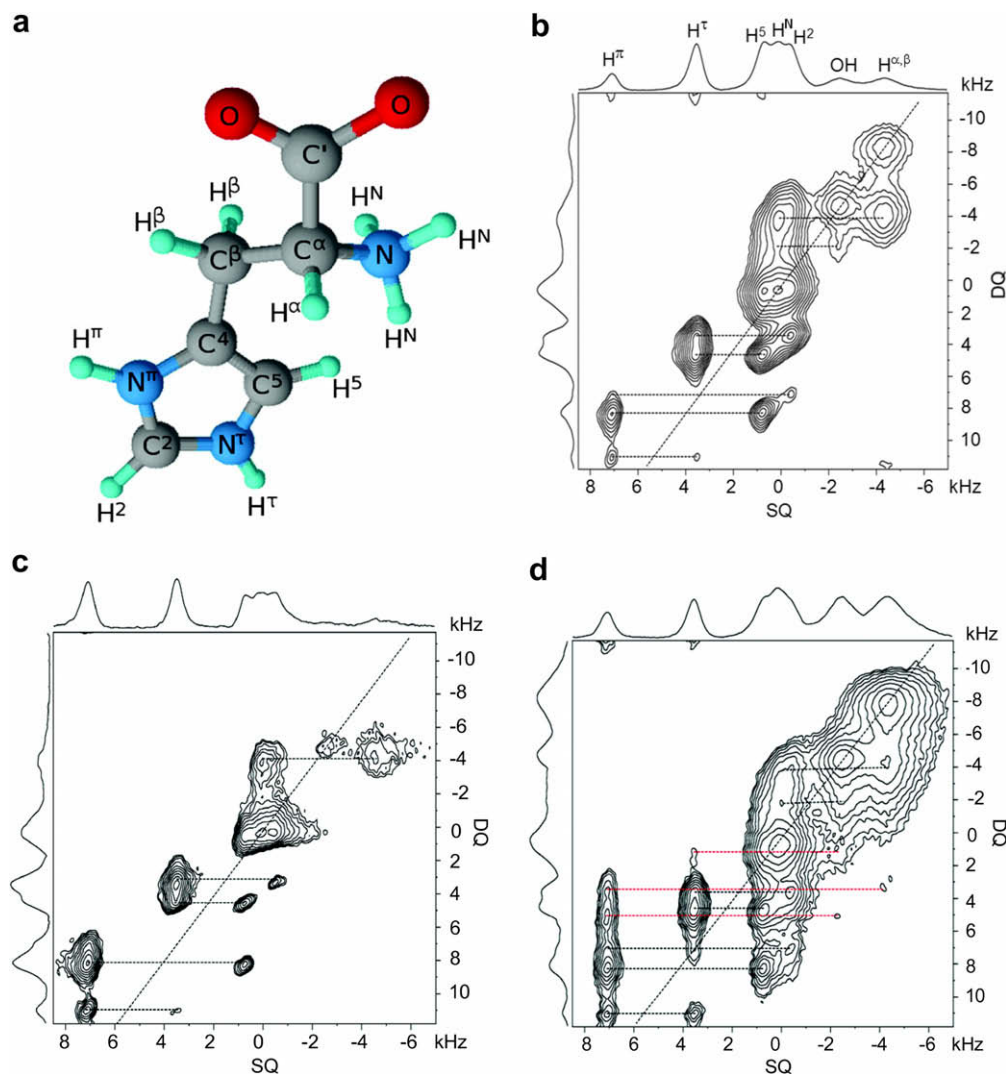 a
O O
C'
Hβ Hβ HN HN
Cβ Cα N
Hα HN
Hπ C4
Nπ C5 H5
C2 Nτ
H2 Hτ
b
Hπ Hτ H5 HN H2 OH Hα,β
kHz
-10
-8
-6
-4
-2
0
2
4
6
8
10
DQ
8 6 4 2 0 -2 -4 -6 kHz
SQ
c
kHz
-10
-8
-6
-4
-2
0
2
4
6
8
10
DQ
8 6 4 2 0 -2 -4 -6 kHz
SQ
d
kHz
-10
-8
-6
-4
-2
0
2
4
6
8
10
DQ
8 6 4 2 0 -2 -4 -6 kHz
SQ